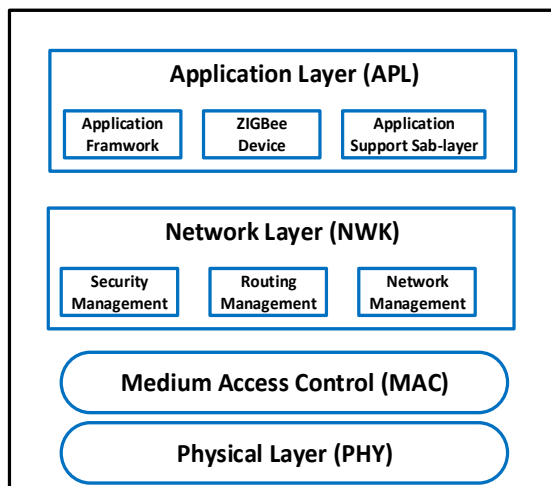 Application Layer (APL)
Application
Framwork
ZIGBee
Device
Application
Support Sab-layer
Network Layer (NWK)
Security
Management
Routing
Management
Network
Management
Medium Access Control (MAC)
Physical Layer (PHY)